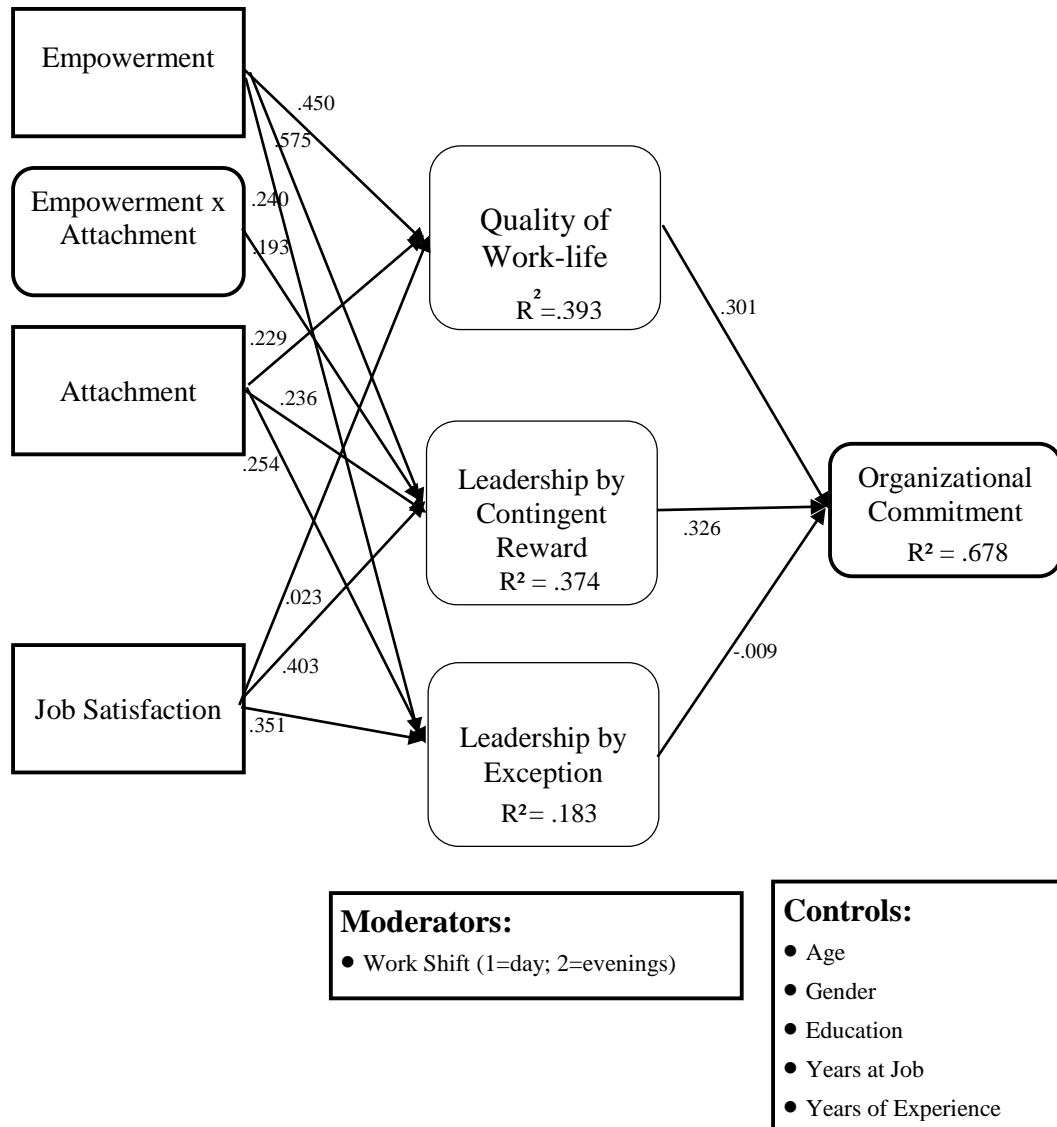 Empowerment
.450
.575
Empowerment x
Attachment
.240
.193
Quality of
Work-life
R²=.393
.301
Attachment
.229
.236
.254
Leadership by
Contingent
Reward
R² = .374
.326
Organizational
Commitment
R² = .678
Job Satisfaction
.023
.403
.351
Leadership by
Exception
R² = .183
-.009
Moderators:
● Work Shift (1=day; 2=evenings)
Controls:
● Age
● Gender
● Education
● Years at Job
● Years of Experience